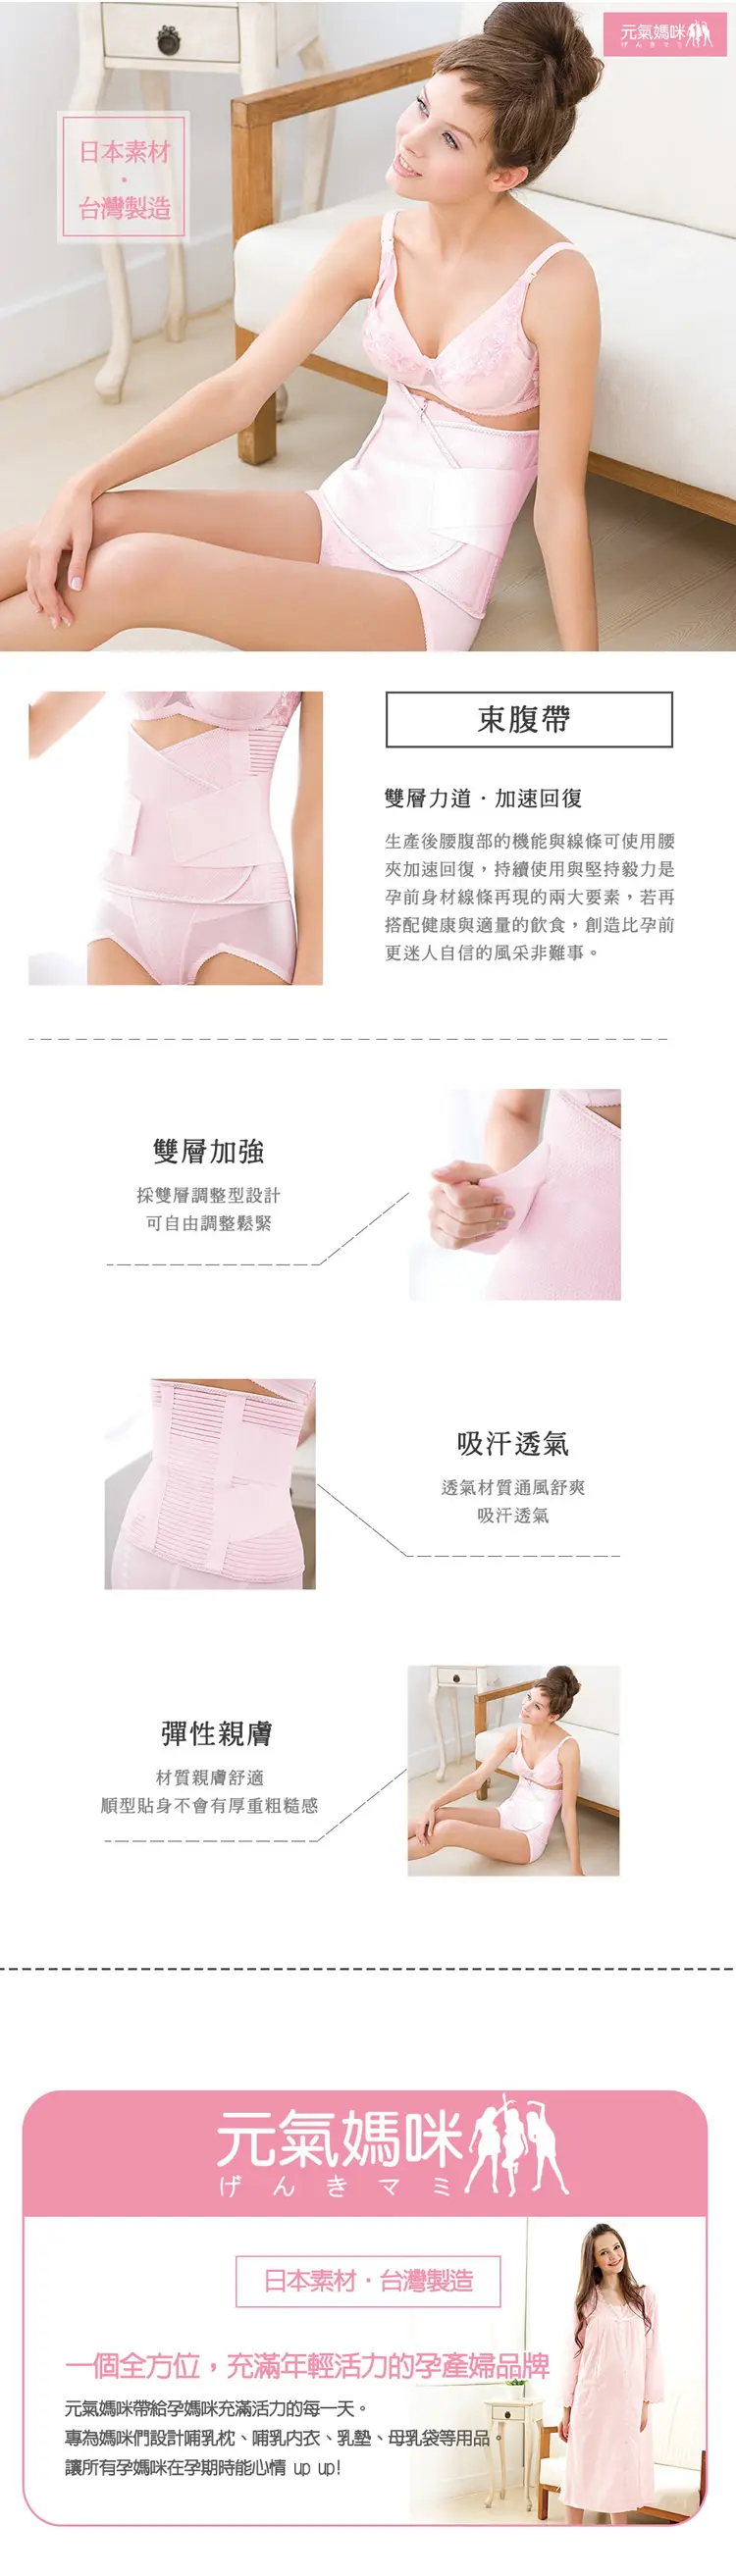 元氣媽咪
げんきマミ
日本素材
・
台灣製造
束腹帶
雙層力道・加速回復
生產後腰腹部的機能與線條可使用腰
夾加速回復，持續使用與堅持毅力是
孕前身材線條再現的兩大要素，若再
搭配健康與適量的飲食，創造比孕前
更迷人自信的風采非難事。
雙層加強
採雙層調整型設計
可自由調整鬆緊
吸汗透氣
透氣材質通風舒爽
吸汗透氣
彈性親膚
材質親膚舒適
順型貼身不會有厚重粗糙感
元氣媽咪
げんきマミ
日本素材・台灣製造
一個全方位，充滿年輕活力的孕產婦品牌
元氣媽咪帶給孕媽咪充滿活力的每一天。
專為媽咪們設計哺乳枕、哺乳內衣、乳墊、母乳袋等用品。
讓所有孕媽咪在孕期時能心情 up up!